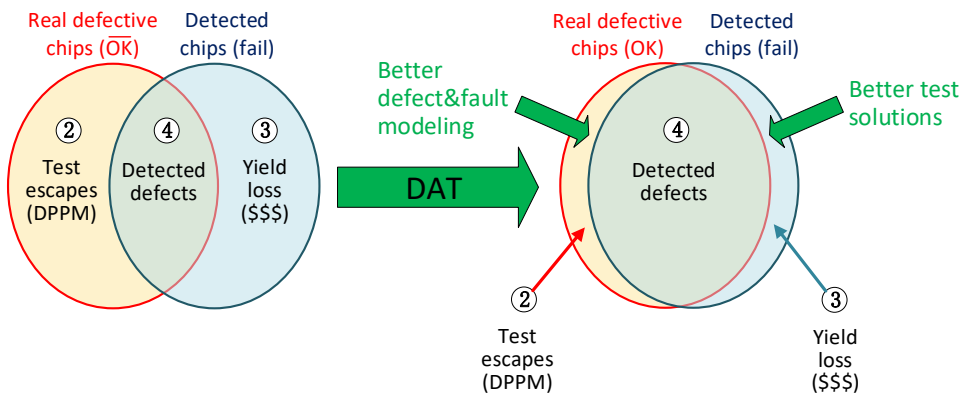 Real defective
chips (O̅K̅)
Detected
chips (fail)
②
Test
escapes
(DPPM)
④
Detected
defects
③
Yield
loss
($$$)
DAT
Real defective
chips (OK)
Detected
chips (fail)
Better
defect&fault
modeling
Better test
solutions
④
Detected
defects
②
Test
escapes
(DPPM)
③
Yield
loss
($$$)